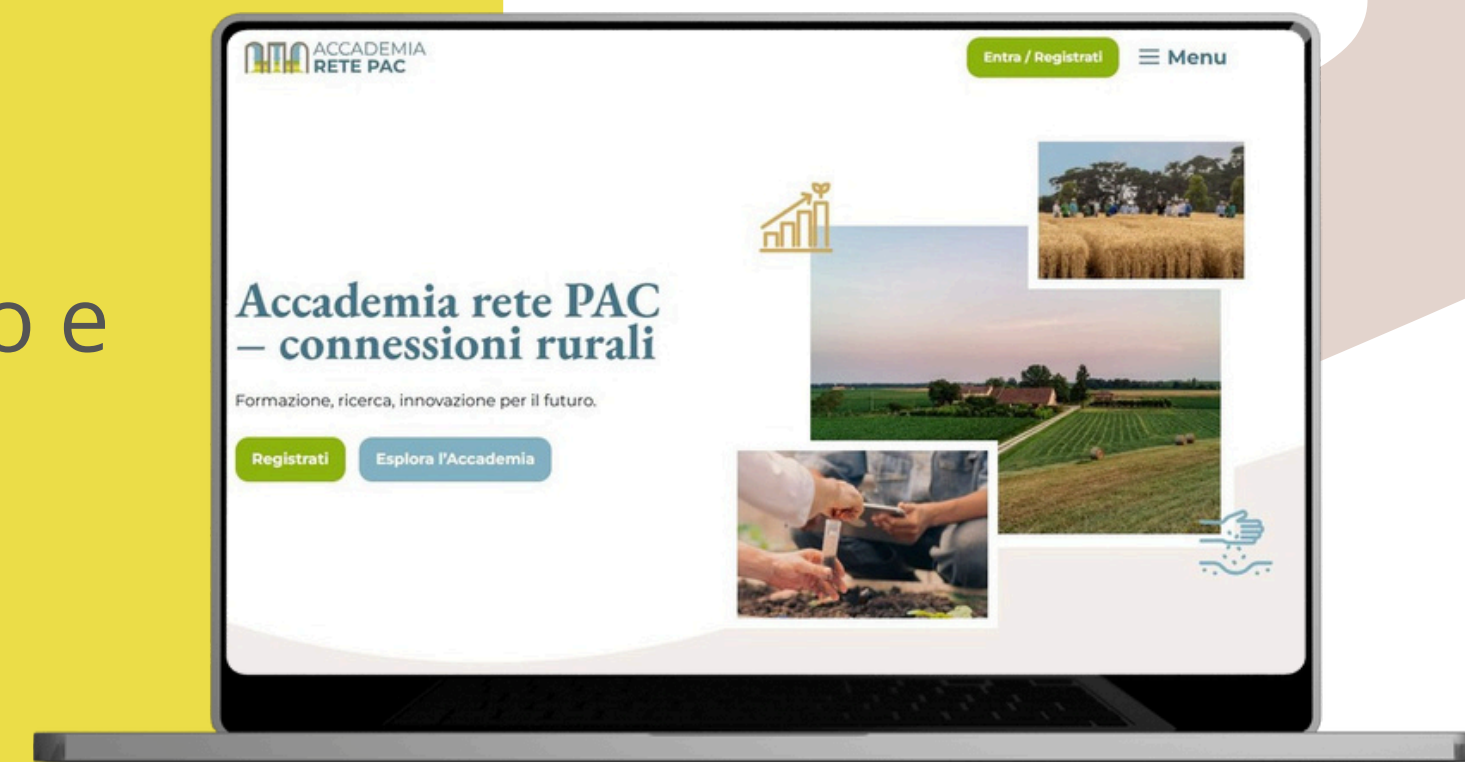 ACCADEMIA
RETE PAC
Entra / Registrati
Menu
o e
Accademia rete PAC
– connessioni rurali
Formazione, ricerca, innovazione per il futuro.
Registrati
Esplora l'Accademia